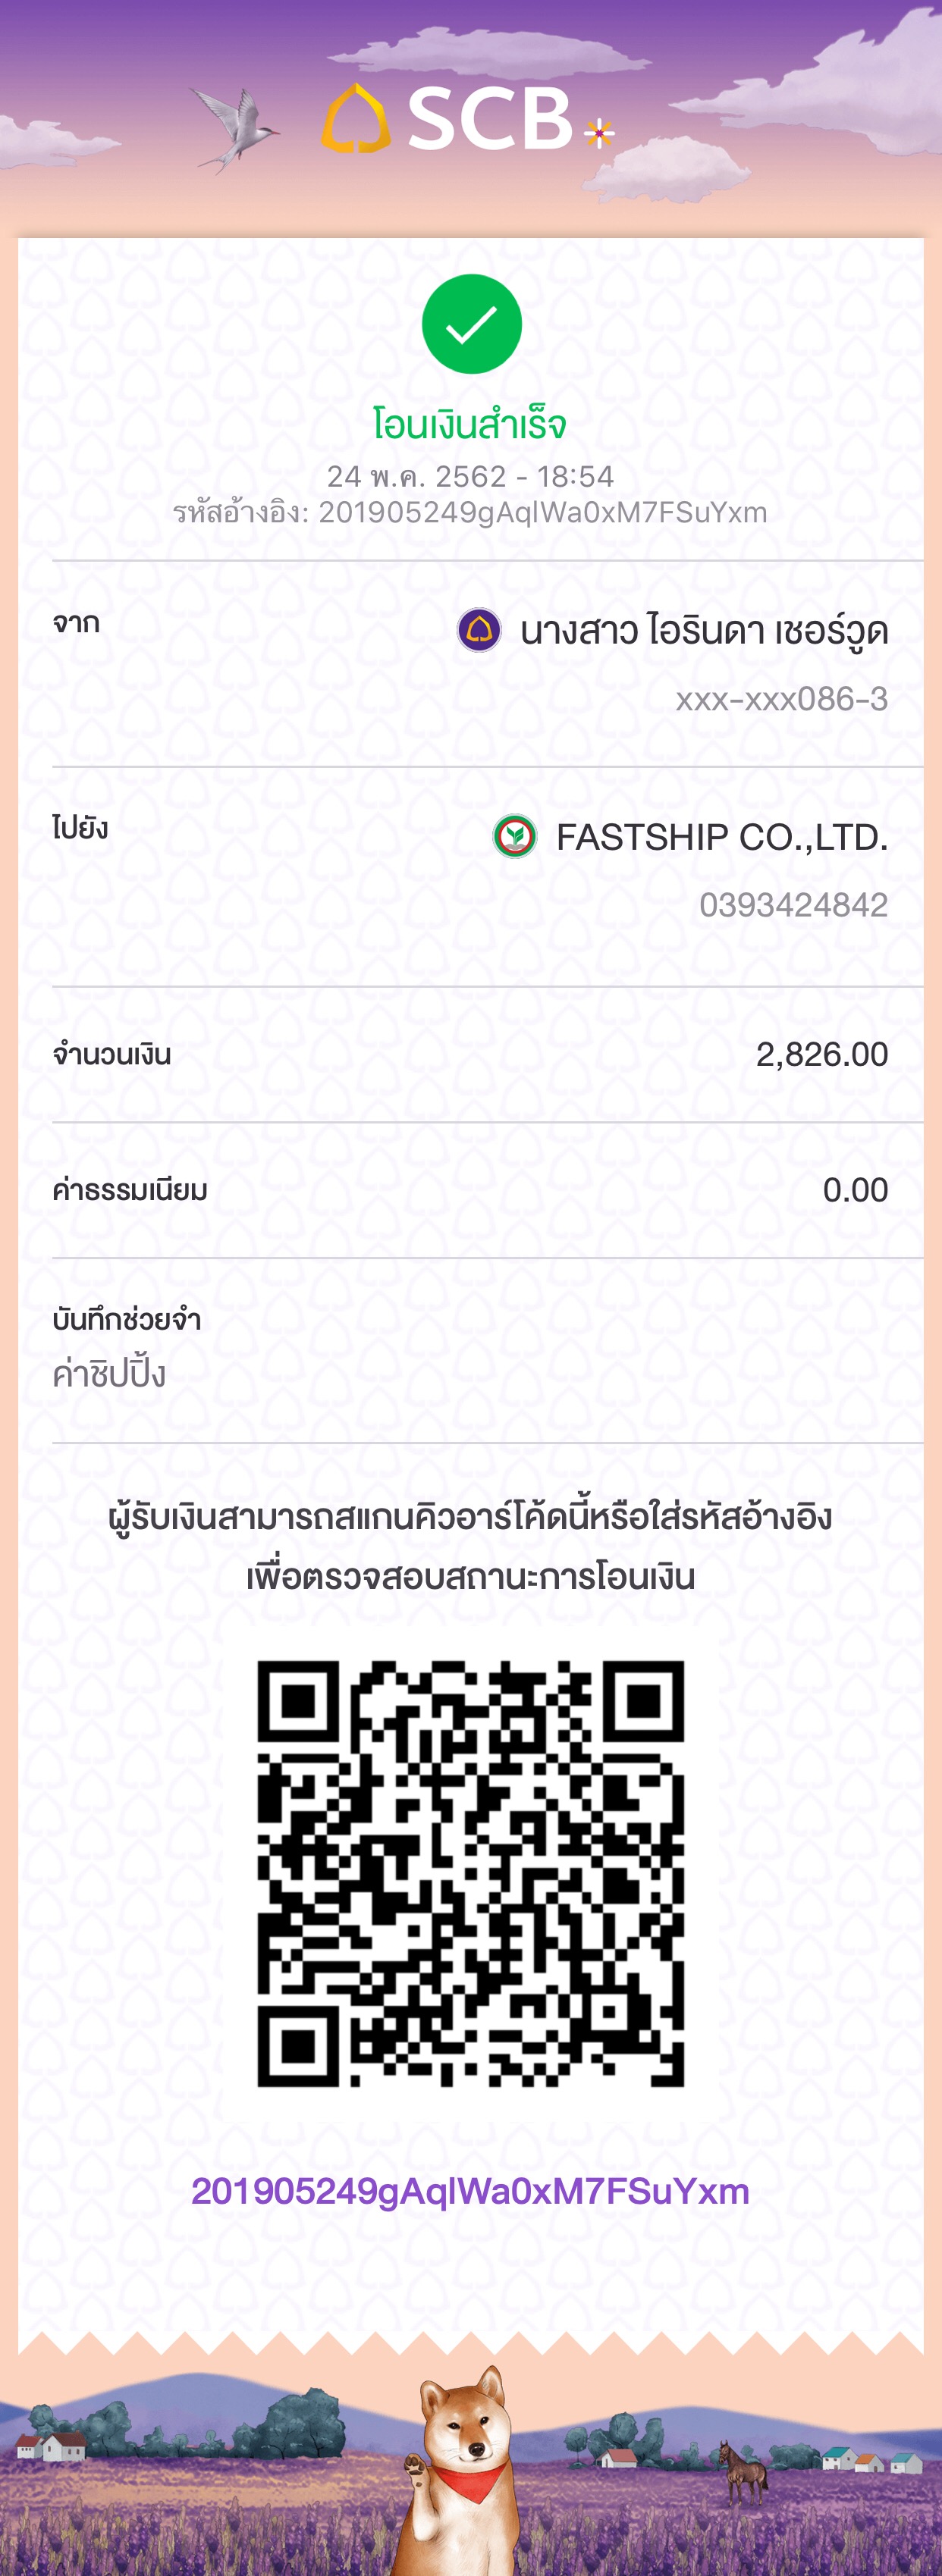 SCB
โอนเงินสำเร็จ
24 พ.ค. 2562 - 18:54
รหัสอ้างอิง: 201905249gAqlWa0xM7FSuYxm
จาก
นางสาว ไอรินดา เชอร์วูด
xxx-xxx086-3
ไปยัง
FASTSHIP CO.,LTD.
0393424842
จำนวนเงิน
2,826.00
ค่าธรรมเนียม
0.00
บันทึกช่วยจำ
ค่าชิปปิ้ง
ผู้รับเงินสามารถสแกนคิวอาร์โค้ดนี้หรือใส่รหัสอ้างอิง
เพื่อตรวจสอบสถานะการโอนเงิน
201905249gAqlWa0xM7FSuYxm